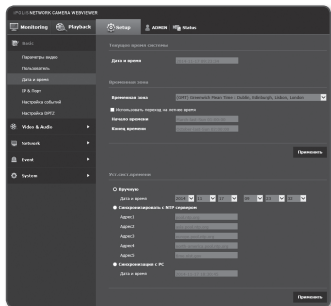 iPOLiS NETWORK CAMERA WEBVIEWER
Monitoring Playback Setup ADMIN Status
Basic
Параметры видео
Пользователь
Дата и время
IP & Порт
Настройка событий
Настройка DPTZ
Video & Audio
Network
Event
System
Текущее время системы
Дата и время
Временная зона
Временная зона (GMT) Greenwich Mean Time : Dublin, Edinburgh, Lisbon, London
Использовать переход на летнее время
Начало времени
Конец времени
Применить
Уст.сист.времени
Вручную
Дата и время
Синхронизировать с NTP сервером
Адрес1
Адрес2
Адрес3
Адрес4
Адрес5
Синхронизация с PC
Дата и время
Применить